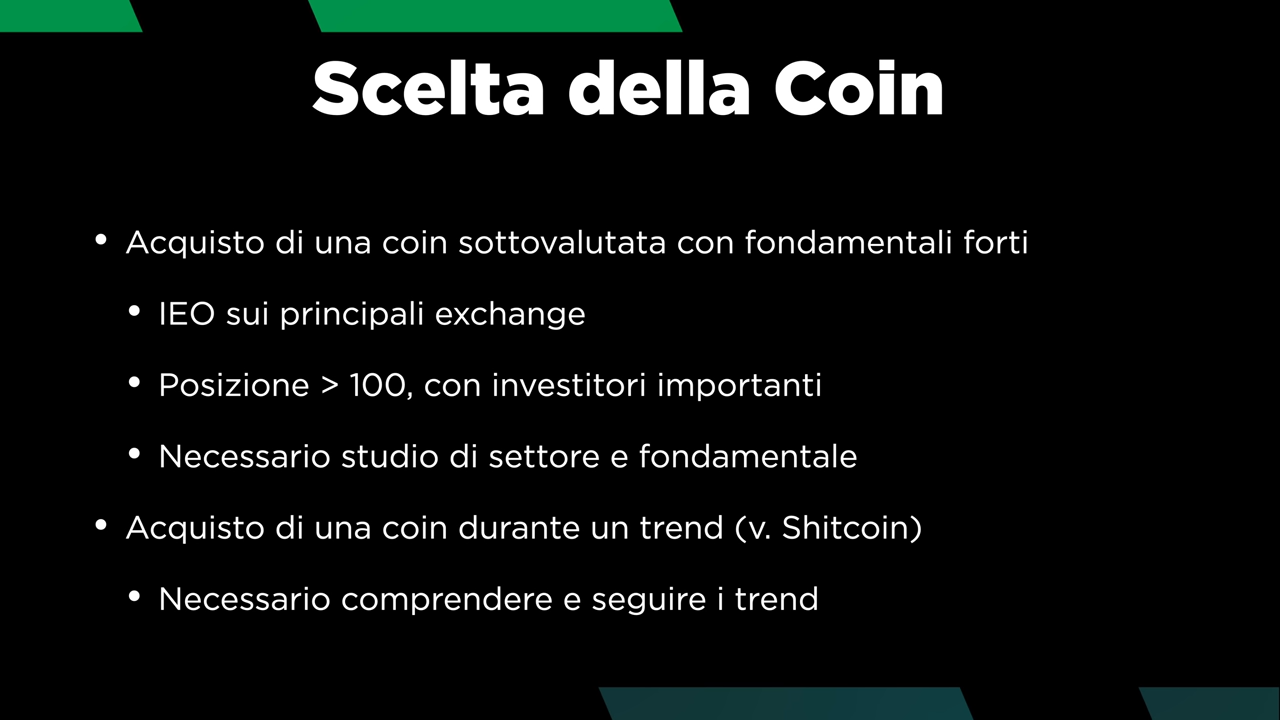 Scelta della Coin
• Acquisto di una coin sottovalutata con fondamentali forti
• IEO sui principali exchange
• Posizione > 100, con investitori importanti
• Necessario studio di settore e fondamentale
• Acquisto di una coin durante un trend (v. Shitcoin)
• Necessario comprendere e seguire i trend